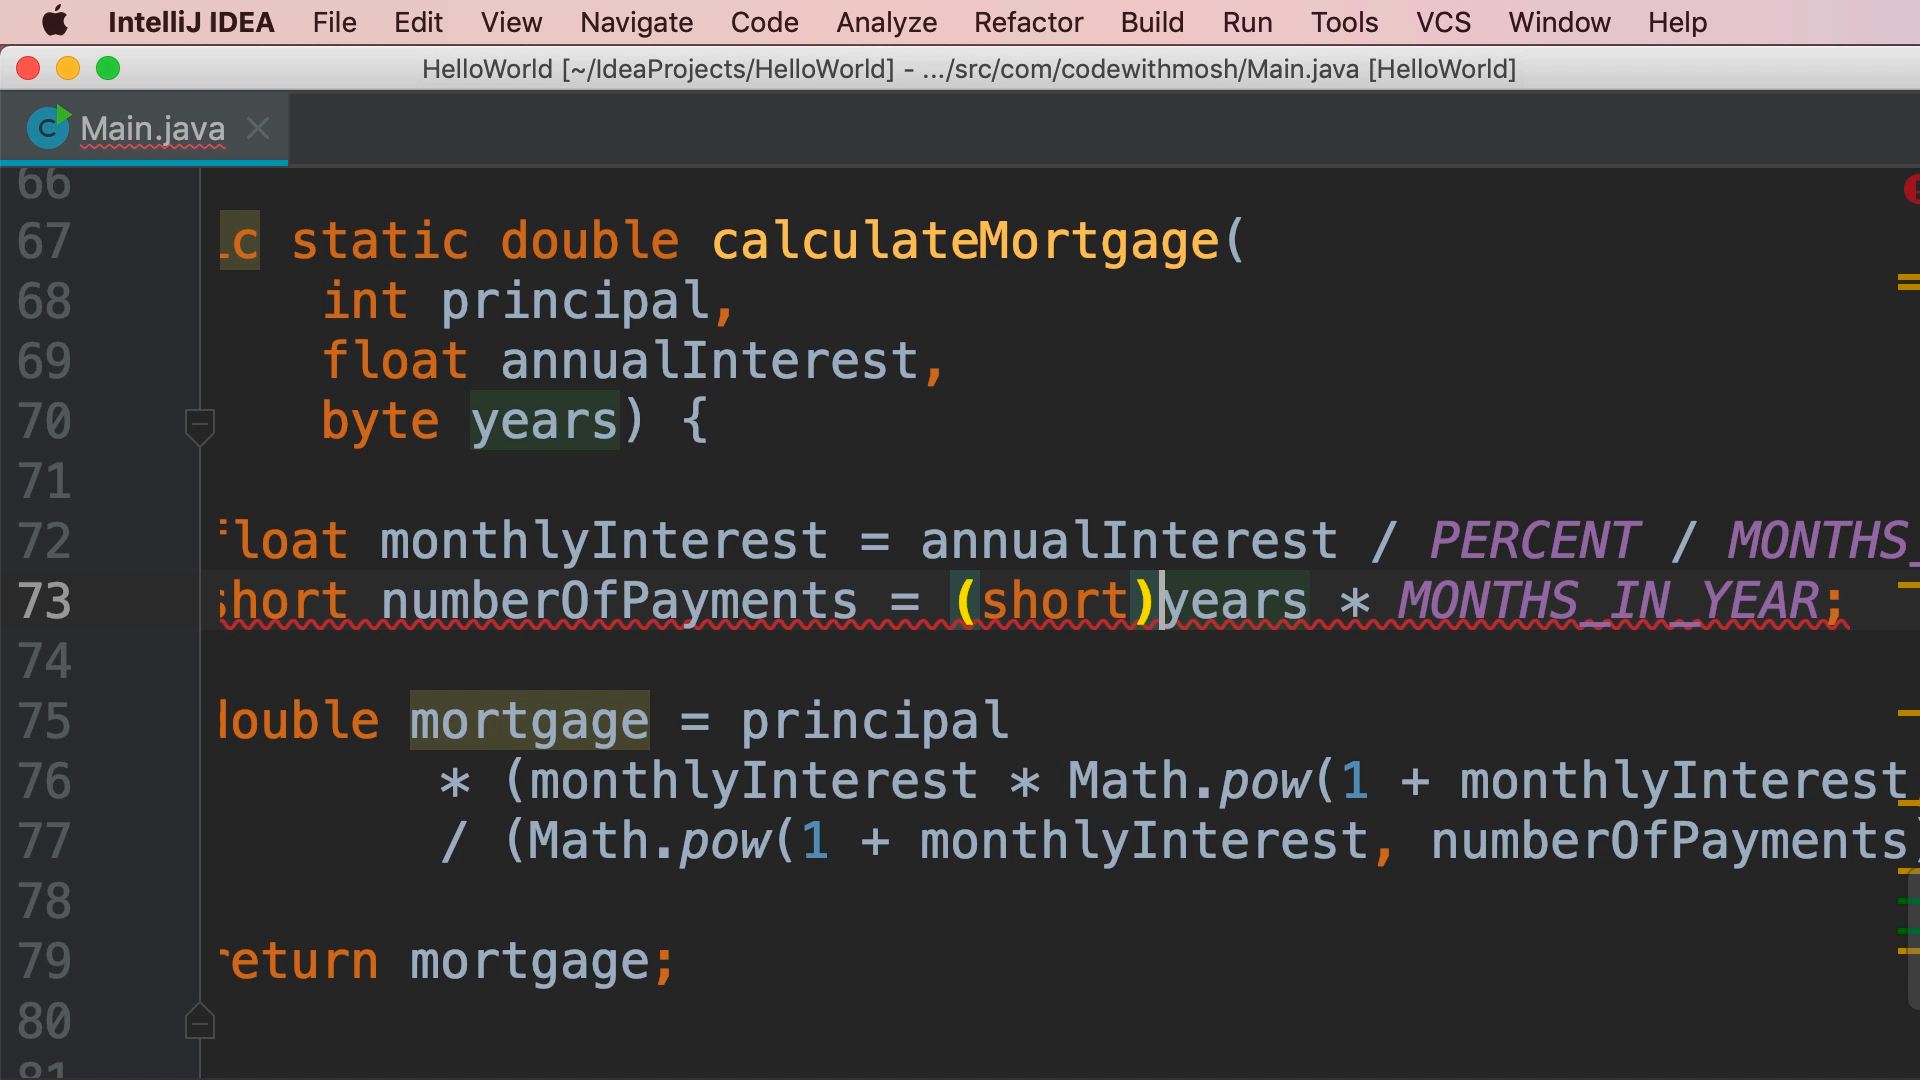 IntelliJ IDEA File Edit View Navigate Code Analyze Refactor Build Run Tools VCS Window Help
HelloWorld [~/IdeaProjects/HelloWorld] - .../src/com/codewithmosh/Main.java [HelloWorld]
C Main.java
66
67 ic static double calculateMortgage(
68 int principal,
69 float annualInterest,
70 byte years) {
71
72 float monthlyInterest = annualInterest / PERCENT / MONTHS_
73 short numberOfPayments = (short)years * MONTHS_IN_YEAR;
74
75 double mortgage = principal
76 * (monthlyInterest * Math.pow(1 + monthlyInterest
77 / (Math.pow(1 + monthlyInterest, numberOfPayments)
78
79 return mortgage;
80
81